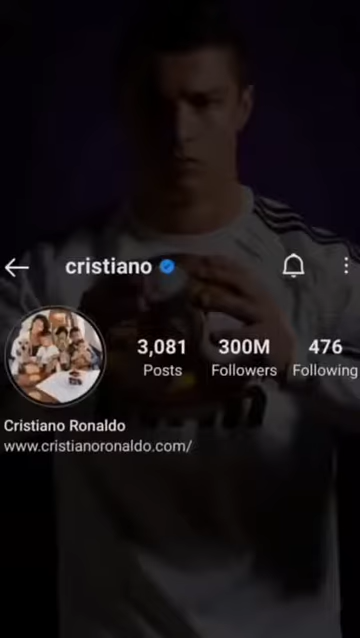 cristiano
3,081 300M 476
Posts Followers Following
Cristiano Ronaldo
www.cristianoronaldo.com/